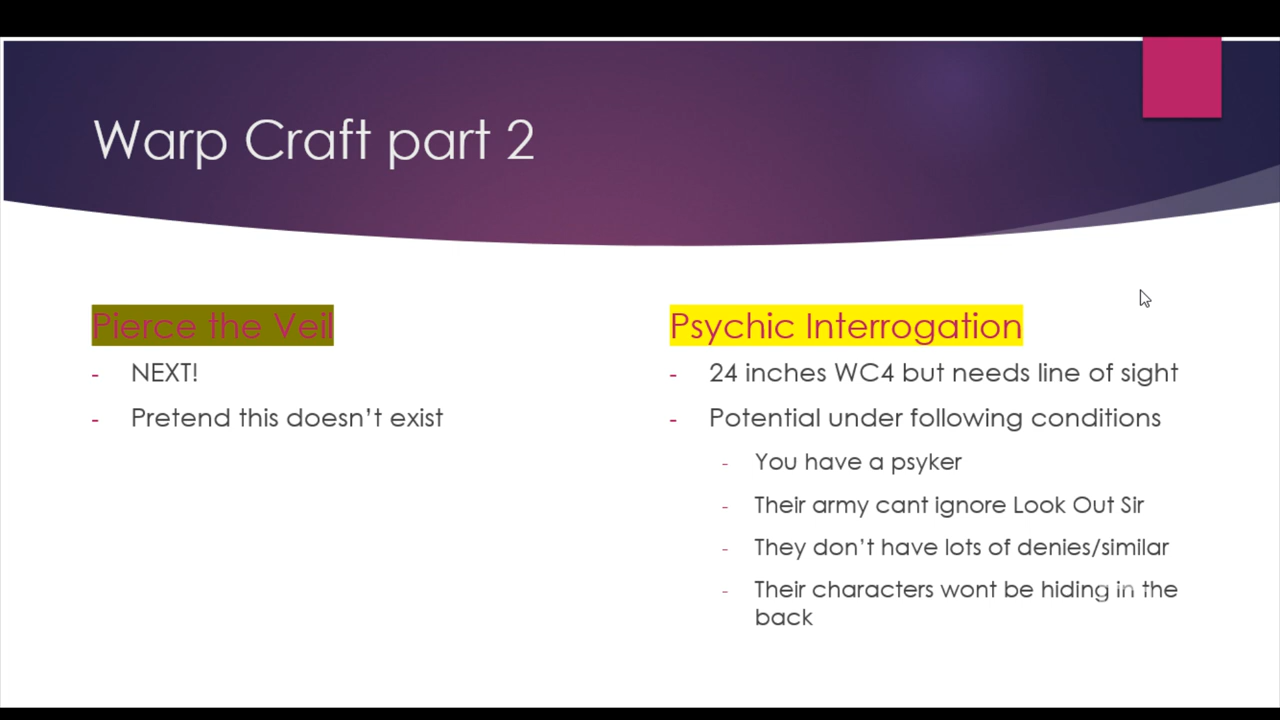 Warp Craft part 2
Pierce the Veil
- NEXT!
- Pretend this doesn't exist
Psychic Interrogation
- 24 inches WC4 but needs line of sight
- Potential under following conditions
- You have a psyker
- Their army cant ignore Look Out Sir
- They don't have lots of denies/similar
- Their characters wont be hiding in the
back